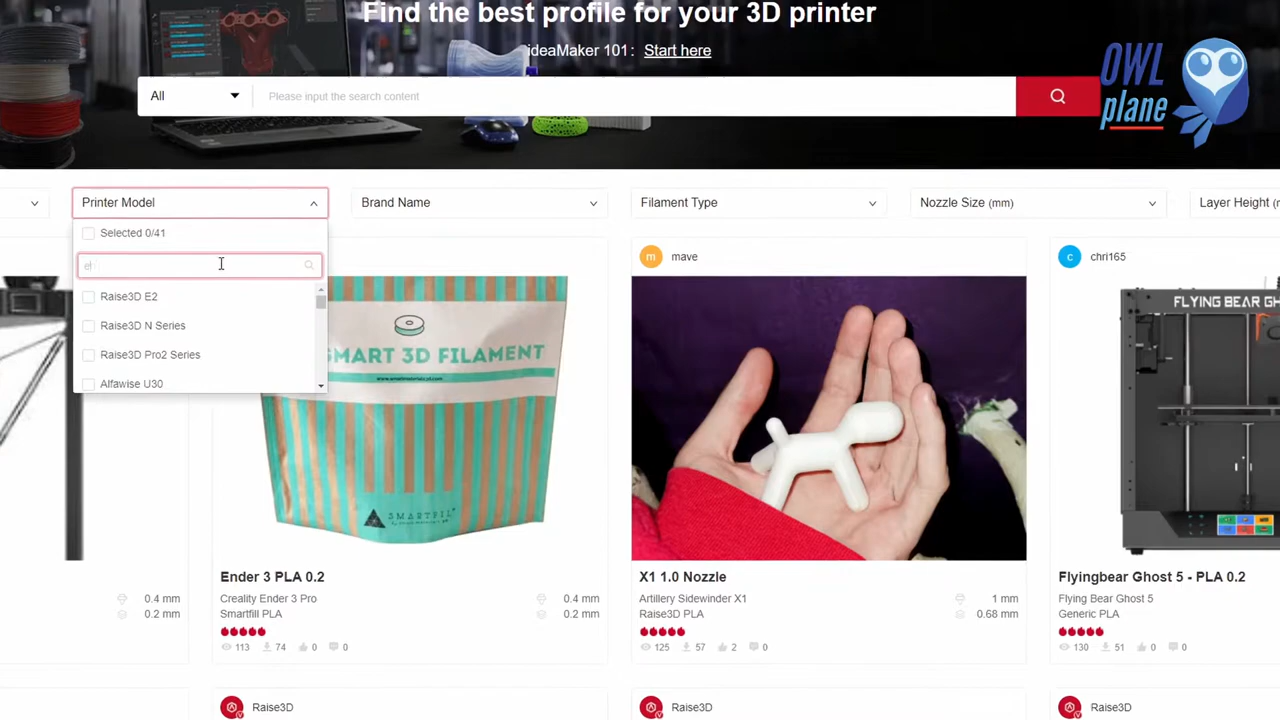 Find the best profile for your 3D printer
ideaMaker 101: Start here
All
Please input the search content
OWL
plane
Printer Model
Brand Name
Filament Type
Nozzle Size (mm)
Layer Height
Selected 0/41
Raise3D E2
Raise3D N Series
Raise3D Pro2 Series
Alfawise U30
mave
c
chri165
m
SMART 3D FILAMENT
SMARTFIL
FLYING BEAR
0.4 mm
0.2 mm
Ender 3 PLA 0.2
Creality Ender 3 Pro
0.4 mm
Smartfill PLA
0.2 mm
113 74 0 0
X1 1.0 Nozzle
Artillery Sidewinder X1
1 mm
Raise3D PLA
0.68 mm
125 57 2 0
Flyingbear Ghost 5 - PLA 0.2
Flying Bear Ghost 5
Generic PLA
130 51 0 0
Raise3D
Raise3D
Raise3D